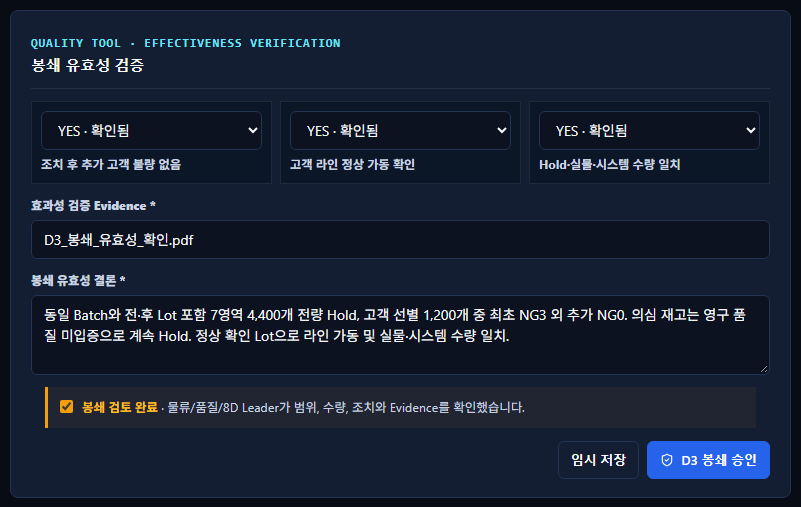 QUALITY TOOL · EFFECTIVENESS VERIFICATION
봉쇄 유효성 검증
YES · 확인됨
YES · 확인됨
YES · 확인됨
조치 후 추가 고객 불량 없음
고객 라인 정상 가동 확인
Hold·실물·시스템 수량 일치
효과성 검증 Evidence *
D3_봉쇄_유효성_확인.pdf
봉쇄 유효성 결론 *
동일 Batch와 전·후 Lot 포함 7영역 4,400개 전량 Hold, 고객 선별 1,200개 중 최초 NG3 외 추가 NG0. 의심 재고는 영구 품
질 미입증으로 계속 Hold. 정상 확인 Lot으로 라인 가동 및 실물·시스템 수량 일치.
봉쇄 검토 완료 · 물류/품질/8D Leader가 범위, 수량, 조치와 Evidence를 확인했습니다.
임시 저장
D3 봉쇄 승인